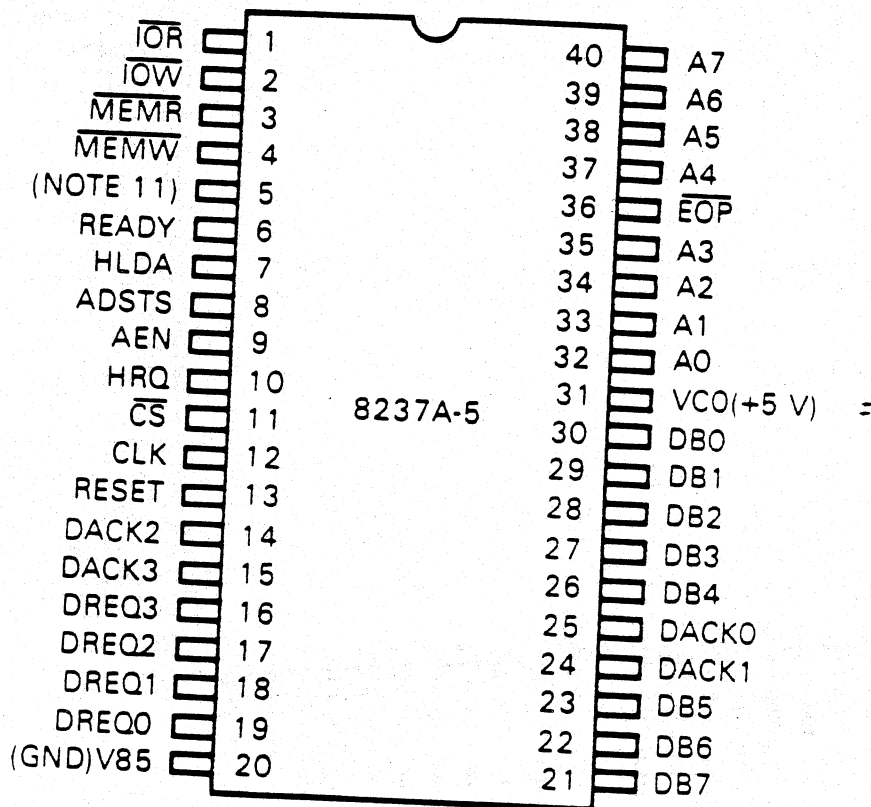 IOR 1
IOW 2
MEMR 3
MEMW 4
(NOTE 11) 5
READY 6
HLDA 7
ADSTS 8
AEN 9
HRQ 10
CS 11
CLK 12
RESET 13
DACK2 14
DACK3 15
DREQ3 16
DREQ2 17
DREQ1 18
DREQ0 19
(GND)V85 20
8237A-5
40 A7
39 A6
38 A5
37 A4
36 EOP
35 A3
34 A2
33 A1
32 A0
31 VC0(+5 V) =
30 DB0
29 DB1
28 DB2
27 DB3
26 DB4
25 DACK0
24 DACK1
23 DB5
22 DB6
21 DB7